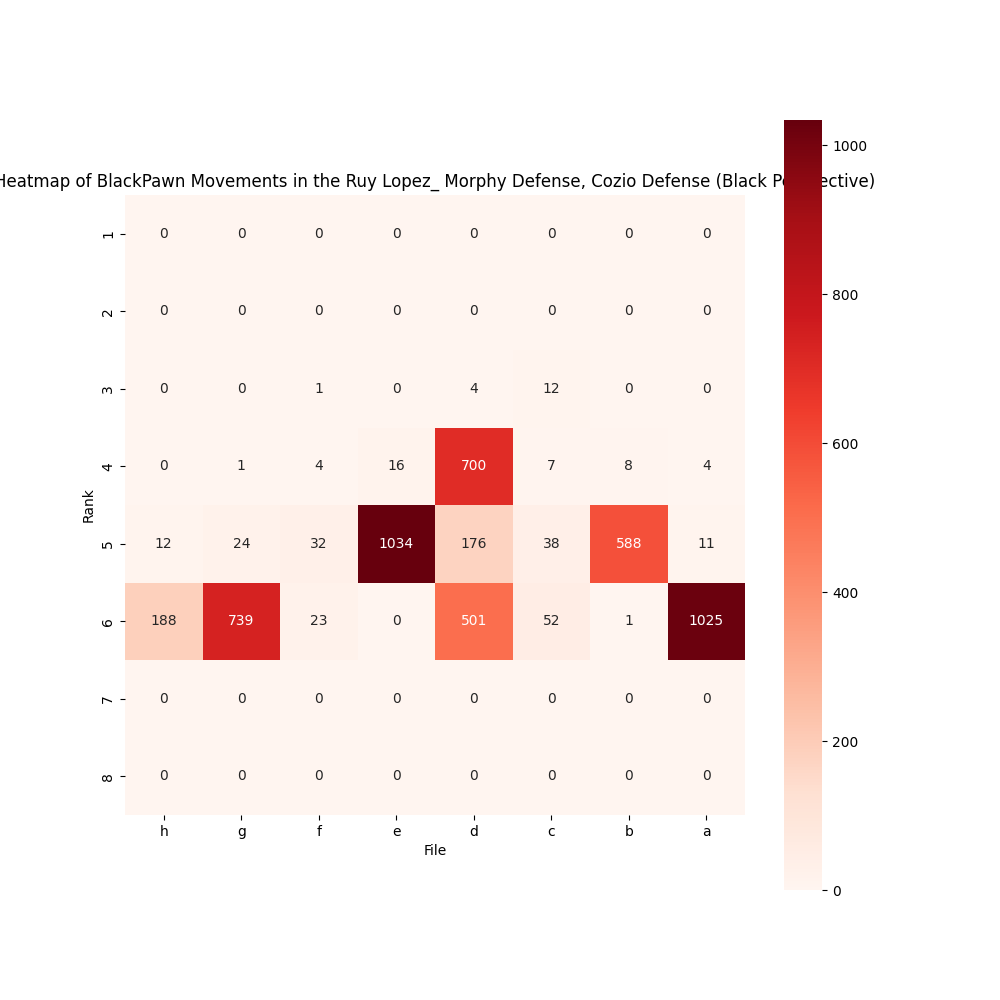 Heatmap of BlackPawn Movements in the Ruy Lopez_ Morphy Defense, Cozio Defense (Black P ective)
1 0 0 0 0 0 0 0 0
2 0 0 0 0 0 0 0 0
3 0 0 1 0 4 12 0 0
4 0 1 4 16 700 7 8 4
5 12 24 32 1034 176 38 588 11
6 188 739 23 0 501 52 1 1025
7 0 0 0 0 0 0 0 0
8 0 0 0 0 0 0 0 0
h g f e d c b a
File
Rank
1000
800
600
400
200
0